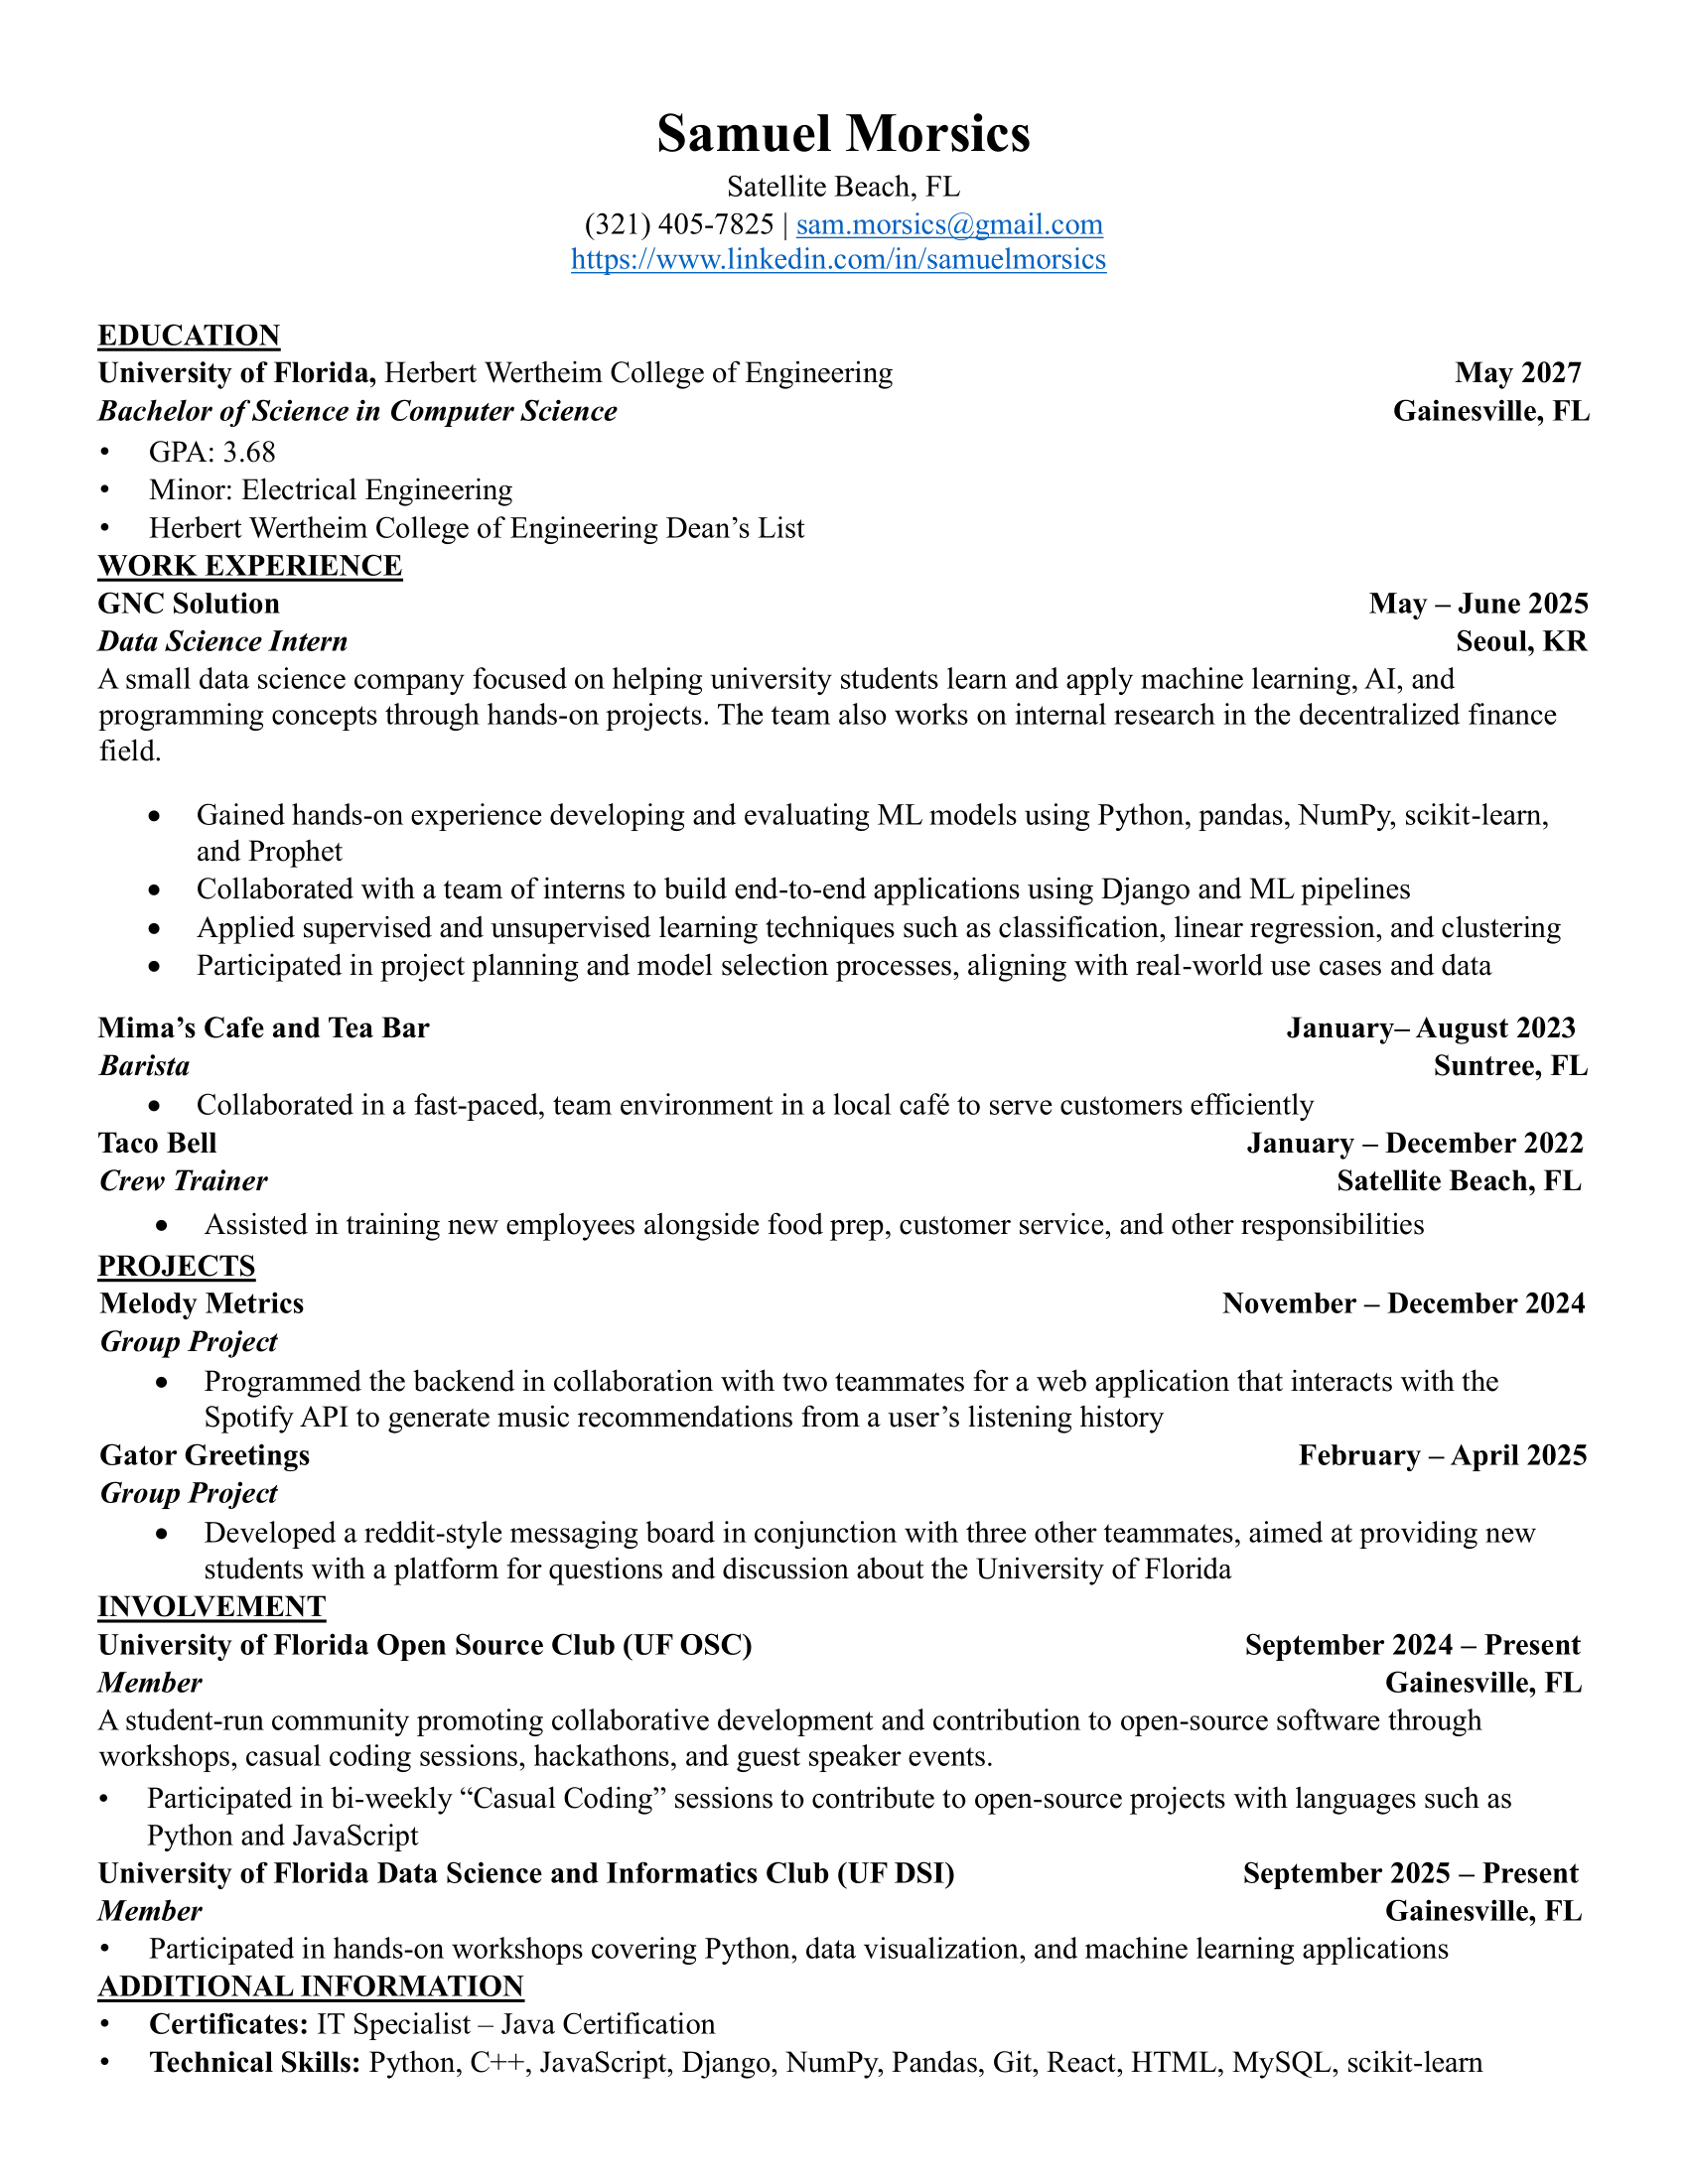 Samuel Morsics
Satellite Beach, FL
(321) 405-7825 | sam.morsics@gmail.com
https://www.linkedin.com/in/samuelmorsics
EDUCATION
University of Florida, Herbert Wertheim College of Engineering May 2027
Bachelor of Science in Computer Science Gainesville, FL
• GPA: 3.68
• Minor: Electrical Engineering
• Herbert Wertheim College of Engineering Dean’s List
WORK EXPERIENCE
GNC Solution May – June 2025
Data Science Intern Seoul, KR
A small data science company focused on helping university students learn and apply machine learning, AI, and
programming concepts through hands-on projects. The team also works on internal research in the decentralized finance
field.
• Gained hands-on experience developing and evaluating ML models using Python, pandas, NumPy, scikit-learn,
and Prophet
• Collaborated with a team of interns to build end-to-end applications using Django and ML pipelines
• Applied supervised and unsupervised learning techniques such as classification, linear regression, and clustering
• Participated in project planning and model selection processes, aligning with real-world use cases and data
Mima’s Cafe and Tea Bar January– August 2023
Barista Suntree, FL
• Collaborated in a fast-paced, team environment in a local café to serve customers efficiently
Taco Bell January – December 2022
Crew Trainer Satellite Beach, FL
• Assisted in training new employees alongside food prep, customer service, and other responsibilities
PROJECTS
Melody Metrics November – December 2024
Group Project
• Programmed the backend in collaboration with two teammates for a web application that interacts with the
Spotify API to generate music recommendations from a user’s listening history
Gator Greetings February – April 2025
Group Project
• Developed a reddit-style messaging board in conjunction with three other teammates, aimed at providing new
students with a platform for questions and discussion about the University of Florida
INVOLVEMENT
University of Florida Open Source Club (UF OSC) September 2024 – Present
Member Gainesville, FL
A student-run community promoting collaborative development and contribution to open-source software through
workshops, casual coding sessions, hackathons, and guest speaker events.
• Participated in bi-weekly “Casual Coding” sessions to contribute to open-source projects with languages such as
Python and JavaScript
University of Florida Data Science and Informatics Club (UF DSI) September 2025 – Present
Member Gainesville, FL
• Participated in hands-on workshops covering Python, data visualization, and machine learning applications
ADDITIONAL INFORMATION
• Certificates: IT Specialist – Java Certification
• Technical Skills: Python, C++, JavaScript, Django, NumPy, Pandas, Git, React, HTML, MySQL, scikit-learn